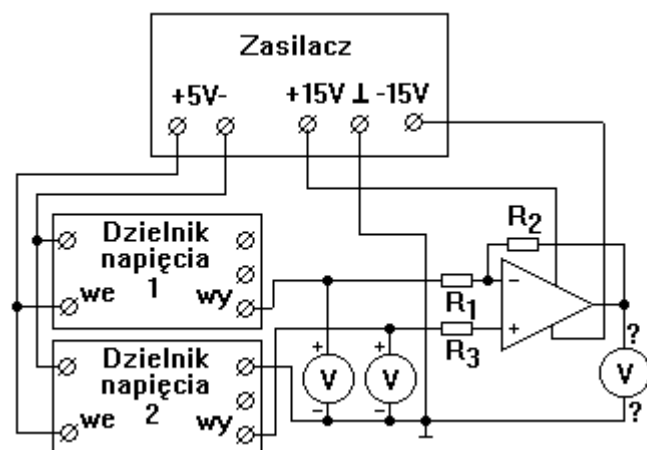 Zasilacz
+5V- +15V ⊥ -15V
Dzielnik
napięcia
we 1 wy
R2
R1
R3
- +
Dzielnik
napięcia
we 2 wy
+ + ?
V V V
- - ?